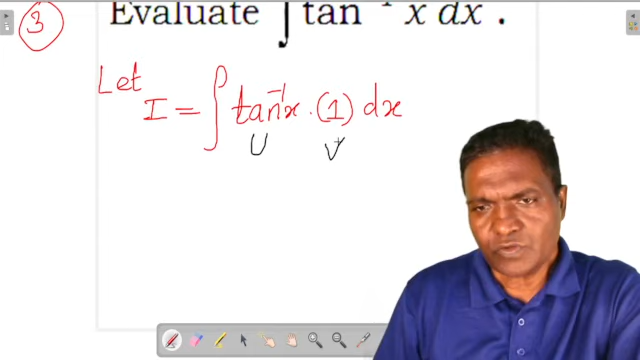 3
Evaluate ∫ tan⁻¹ x dx .
Let
I = ∫ tan⁻¹x . (1) dx
U V